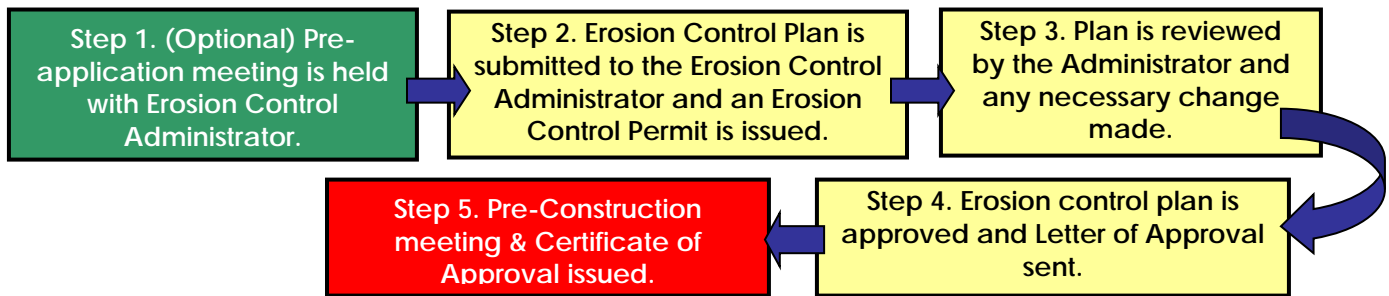 Step 1. (Optional) Pre-
application meeting is held
with Erosion Control
Administrator.
Step 2. Erosion Control Plan is
submitted to the Erosion Control
Administrator and an Erosion
Control Permit is issued.
Step 3. Plan is reviewed
by the Administrator and
any necessary change
made.
Step 4. Erosion control plan is
approved and Letter of Approval
sent.
Step 5. Pre-Construction
meeting & Certificate of
Approval issued.